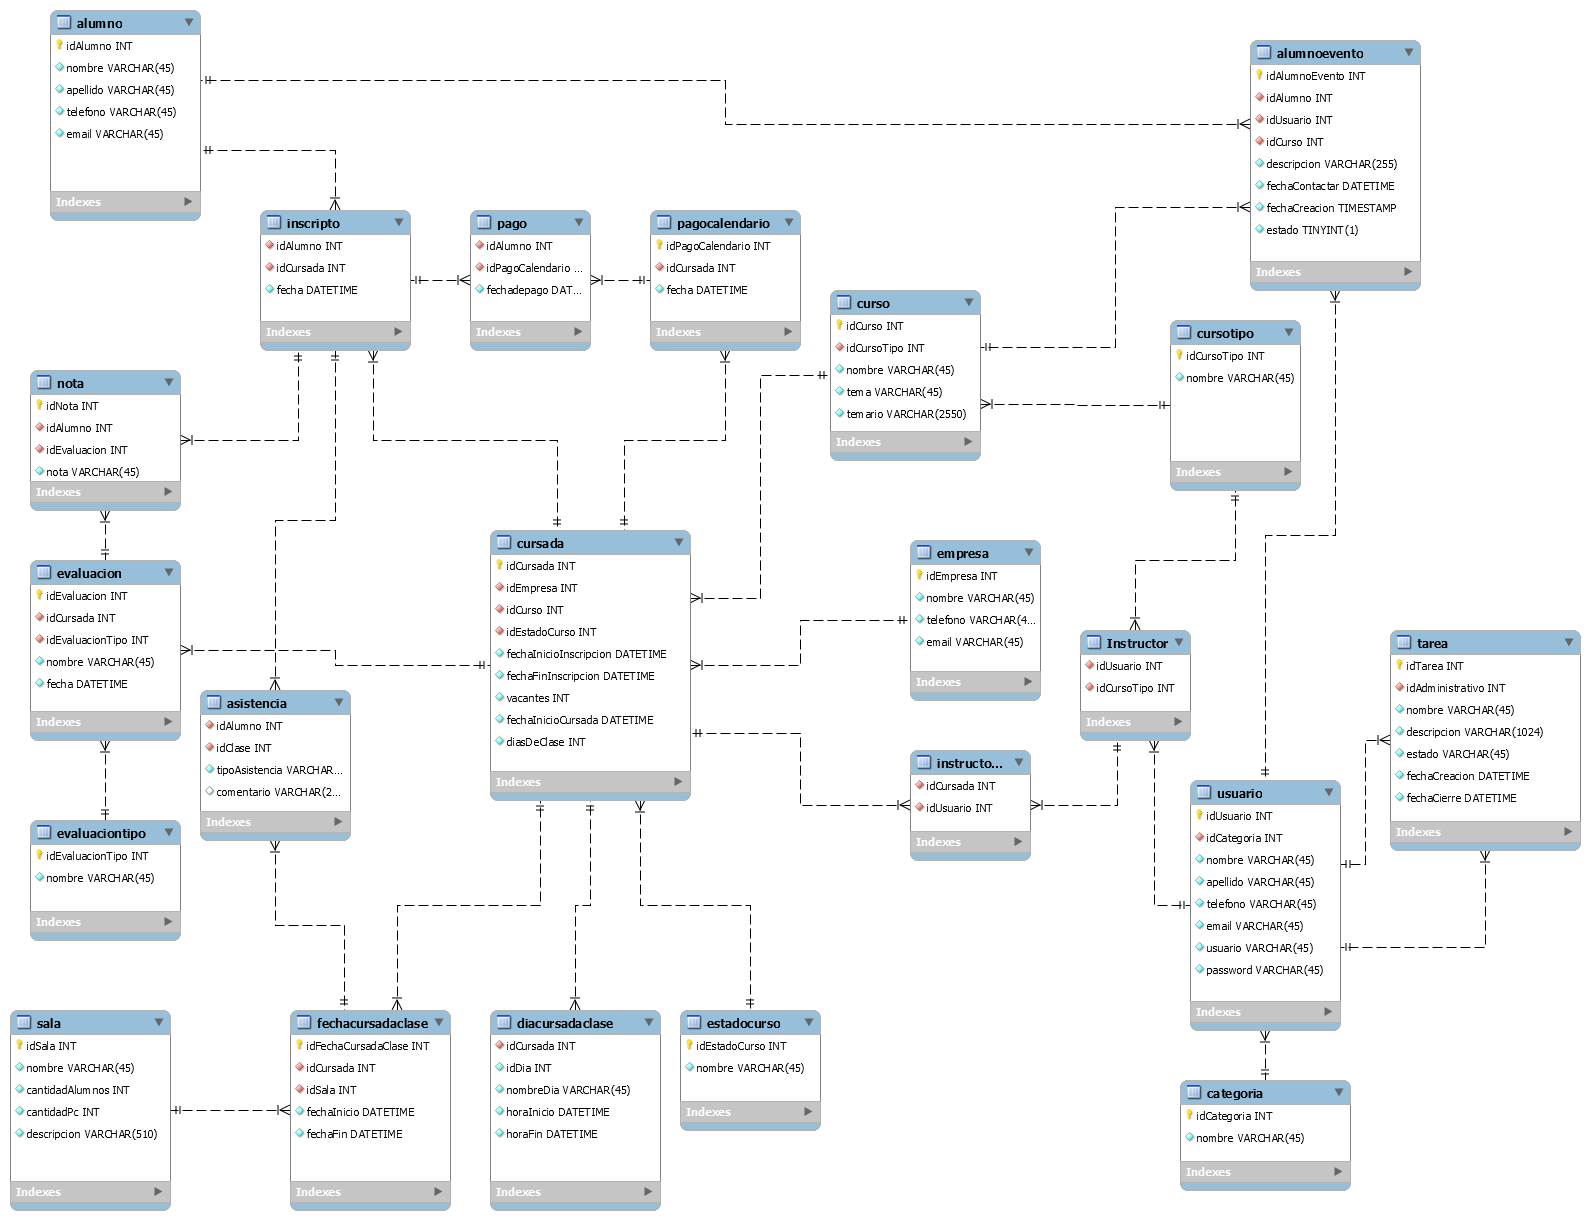 alumno
idAlumno INT
nombre VARCHAR(45)
apellido VARCHAR(45)
telefono VARCHAR(45)
email VARCHAR(45)
Indexes
alumnoevento
idAlumnoEvento INT
idAlumno INT
idUsuario INT
idCurso INT
descripcion VARCHAR(255)
fechaContactar DATETIME
fechaCreacion TIMESTAMP
estado TINYINT(1)
Indexes
inscripto
idAlumno INT
idCursada INT
fecha DATETIME
Indexes
pago
idAlumno INT
idPagoCalendario ...
fechadepago DAT...
Indexes
pagocalendario
idPagoCalendario INT
idCursada INT
fecha DATETIME
Indexes
curso
idCurso INT
idCursoTipo INT
nombre VARCHAR(45)
tema VARCHAR(45)
temario VARCHAR(2550)
Indexes
cursotipo
idCursoTipo INT
nombre VARCHAR(45)
Indexes
nota
idNota INT
idAlumno INT
idEvaluacion INT
nota VARCHAR(45)
Indexes
cursada
idCursada INT
idEmpresa INT
idCurso INT
idEstadoCurso INT
fechaInicioInscripcion DATETIME
fechaFinInscripcion DATETIME
vacantes INT
fechaInicioCursada DATETIME
diasDeClase INT
Indexes
empresa
idEmpresa INT
nombre VARCHAR(45)
telefono VARCHAR(4...
email VARCHAR(45)
Indexes
evaluacion
idEvaluacion INT
idCursada INT
idEvaluacionTipo INT
nombre VARCHAR(45)
fecha DATETIME
Indexes
Instructor
idUsuario INT
idCursoTipo INT
Indexes
tarea
idTarea INT
idAdministrativo INT
nombre VARCHAR(45)
descripcion VARCHAR(1024)
estado VARCHAR(45)
fechaCreacion DATETIME
fechaCierre DATETIME
Indexes
asistencia
idAlumno INT
idClase INT
tipoAsistencia VARCHAR...
comentario VARCHAR(2...
Indexes
instructo...
idCursada INT
idUsuario INT
Indexes
usuario
idUsuario INT
idCategoria INT
nombre VARCHAR(45)
apellido VARCHAR(45)
telefono VARCHAR(45)
email VARCHAR(45)
usuario VARCHAR(45)
password VARCHAR(45)
Indexes
evaluaciontipo
idEvaluacionTipo INT
nombre VARCHAR(45)
Indexes
sala
idSala INT
nombre VARCHAR(45)
cantidadAlumnos INT
cantidadPc INT
descripcion VARCHAR(510)
Indexes
fechacursadaclase
idFechaCursadaClase INT
idCursada INT
idSala INT
fechaInicio DATETIME
fechaFin DATETIME
Indexes
diacursadaclase
idCursada INT
idDia INT
nombreDia VARCHAR(45)
horaInicio DATETIME
horaFin DATETIME
Indexes
estadocurso
idEstadoCurso INT
nombre VARCHAR(45)
Indexes
categoria
idCategoria INT
nombre VARCHAR(45)
Indexes